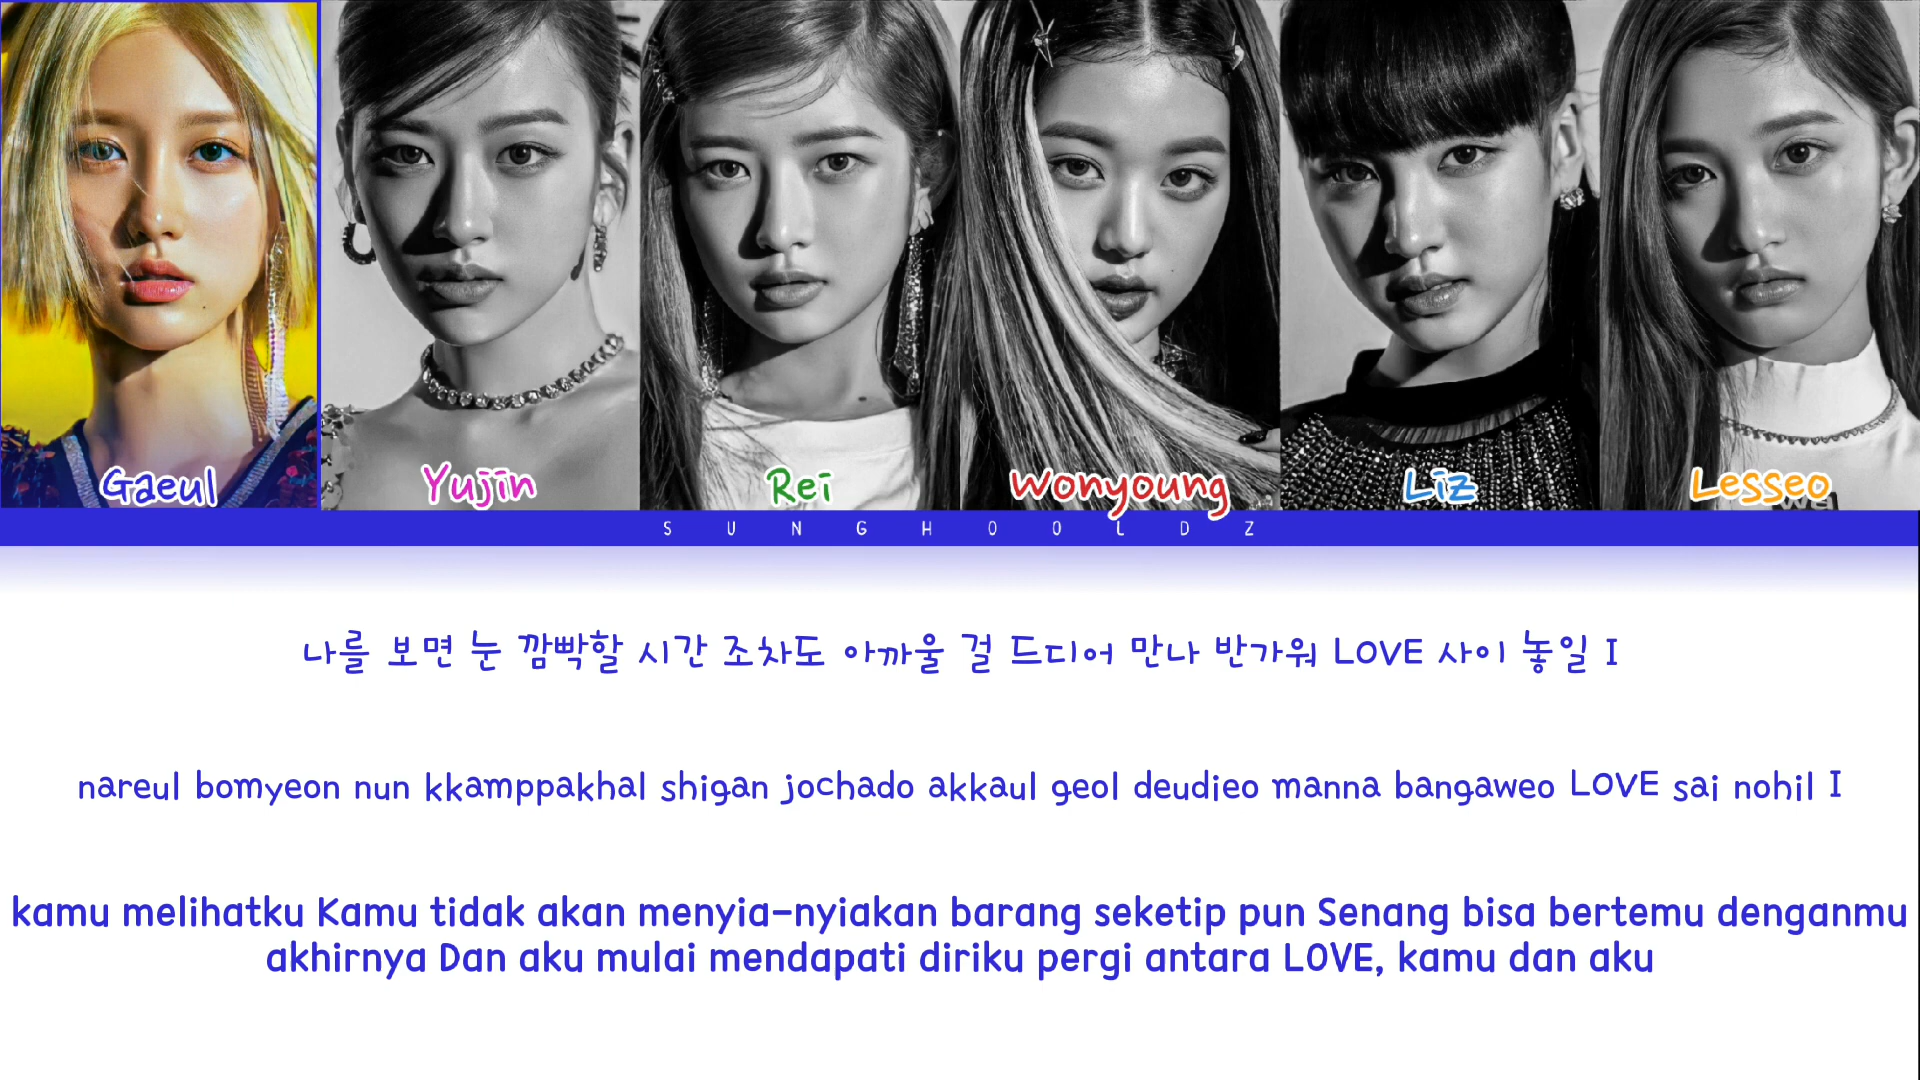 Gaeul Yujin Rei Wonyoung Liz Lesseo
SUNGHOOLDZ
나를 보면 눈 깜빡할 시간 조차도 아까울 걸 드디어 만나 반가워 LOVE 사이 놓일 I
nareul bomyeon nun kkamppakhal shigan jochado akkaul geol deudieo manna bangaweo LOVE sai nohil I
kamu melihatku Kamu tidak akan menyia-nyiakan barang seketip pun Senang bisa bertemu denganmu
akhirnya Dan aku mulai mendapati diriku pergi antara LOVE, kamu dan aku